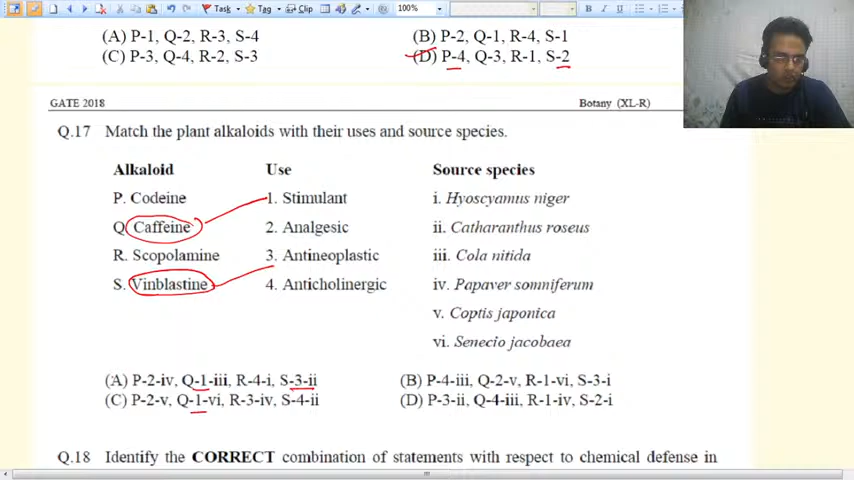 Task Tag 100% B I U
(A) P-1, Q-2, R-3, S-4 (B) P-2, Q-1, R-4, S-1
(C) P-3, Q-4, R-2, S-3 (D) P-4, Q-3, R-1, S-2
GATE 2018 Botany (XL-R)
Q.17 Match the plant alkaloids with their uses and source species.
Alkaloid Use Source species
P. Codeine 1. Stimulant i. Hyoscyamus niger
Q Caffeine 2. Analgesic ii. Catharanthus roseus
R. Scopolamine 3. Antineoplastic iii. Cola nitida
S. Vinblastine 4. Anticholinergic iv. Papaver somniferum
v. Coptis japonica
vi. Senecio jacobaea
(A) P-2-iv, Q-1-iii, R-4-i, S-3-ii (B) P-4-iii, Q-2-v, R-1-vi, S-3-i
(C) P-2-v, Q-1-vi, R-3-iv, S-4-ii (D) P-3-ii, Q-4-iii, R-1-iv, S-2-i
Q.18 Identify the CORRECT combination of statements with respect to chemical defense in